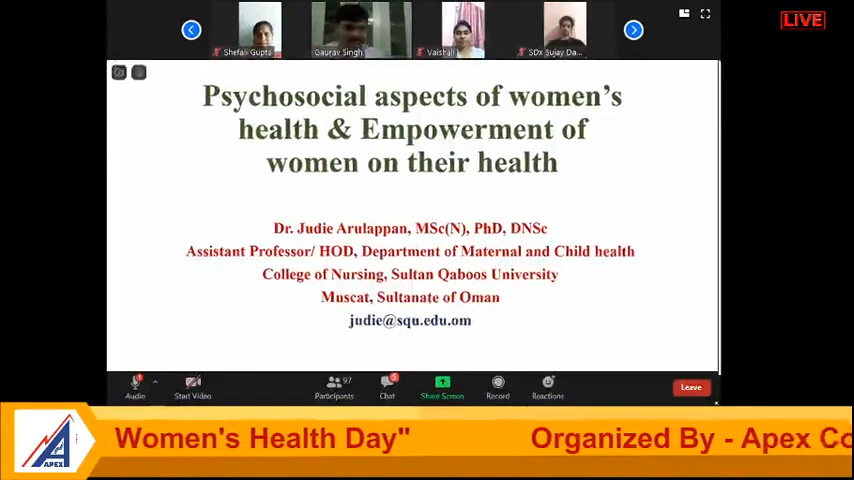 LIVE
Shefali Gupta
Gaurav Singh
Vaishali
SDx Sujay Da...
Psychosocial aspects of women's
health & Empowerment of
women on their health
Dr. Judie Arulappan, MSc(N), PhD, DNSc
Assistant Professor/ HOD, Department of Maternal and Child health
College of Nursing, Sultan Qaboos University
Muscat, Sultanate of Oman
judie@squ.edu.om
97
5
Audio
Start Video
Participants
Chat
Share Screen
Record
Reactions
Leave
Women's Health Day"
Organized By - Apex Co
APEX